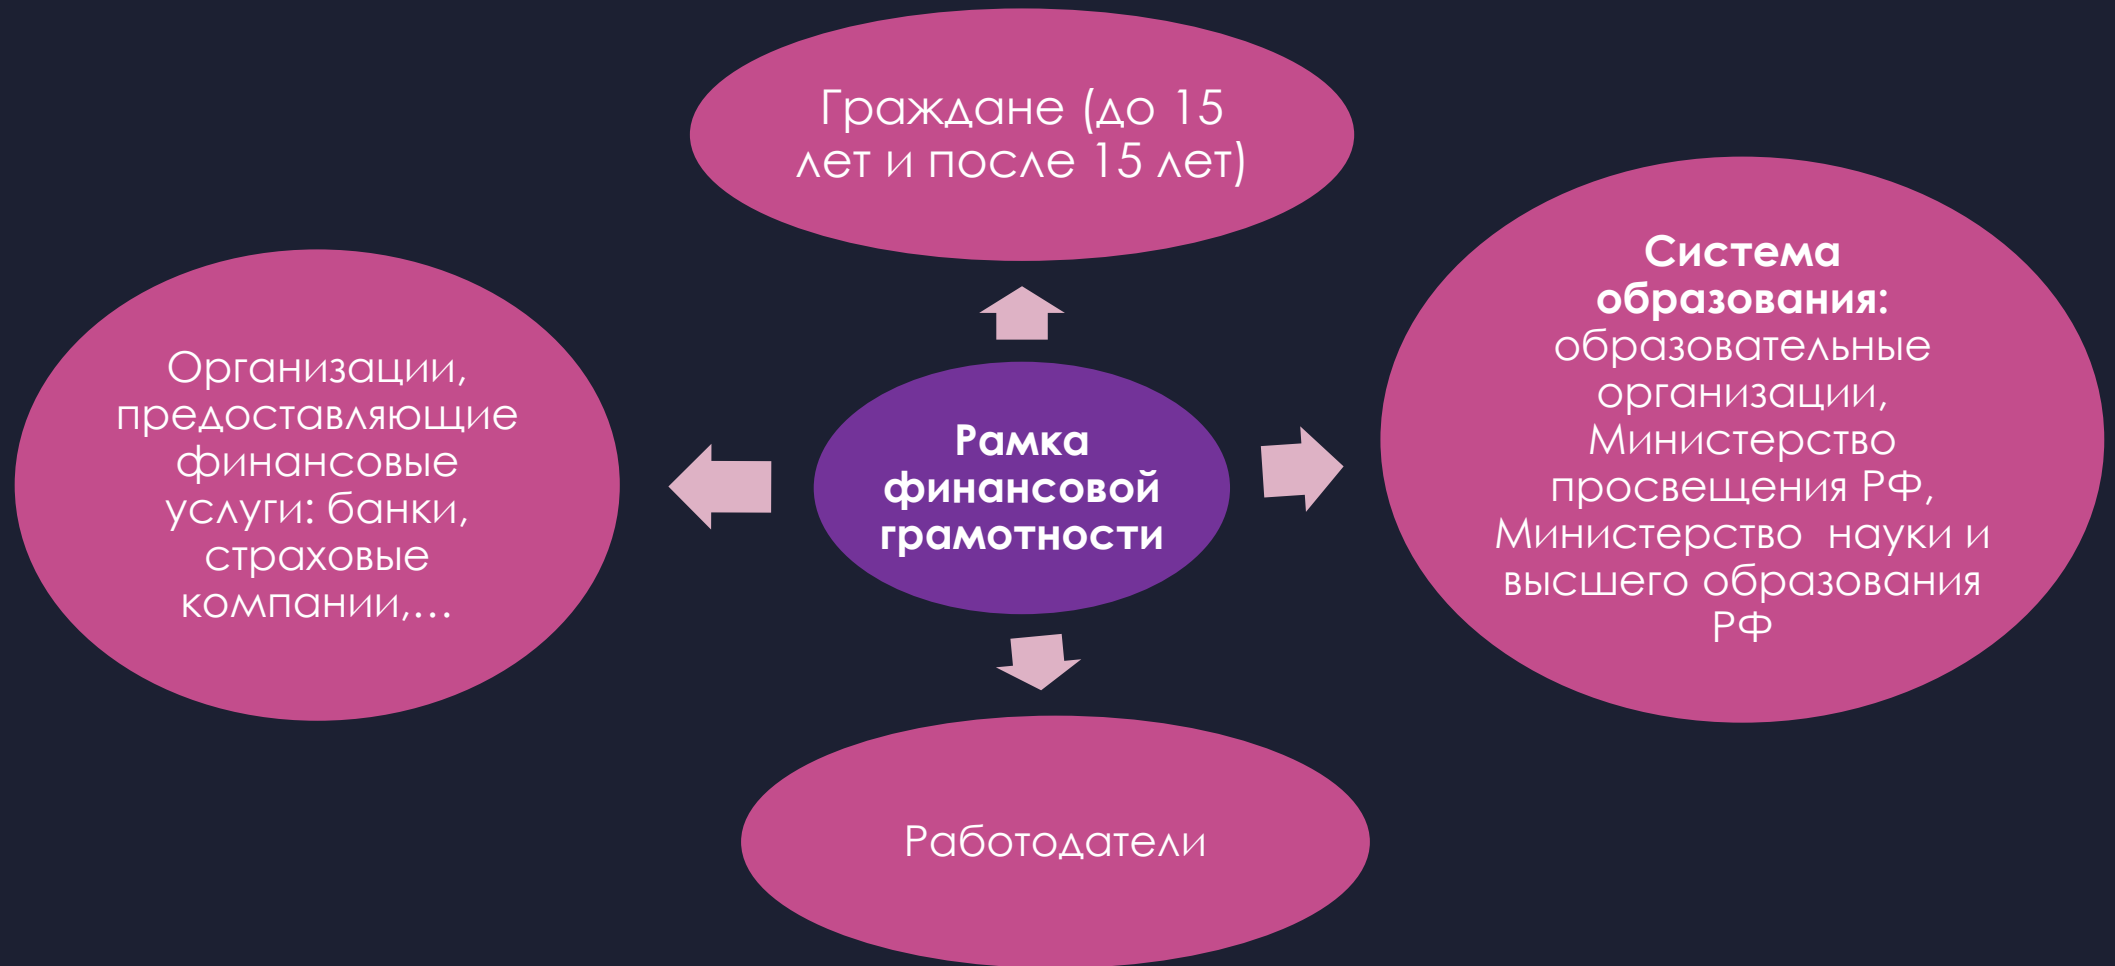 Граждане (до 15
лет и после 15 лет)
Организации,
предоставляющие
финансовые
услуги: банки,
страховые
компании,…
Рамка
финансовой
грамотности
Система
образования:
образовательные
организации,
Министерство
просвещения РФ,
Министерство  науки и
высшего образования
РФ
Работодатели